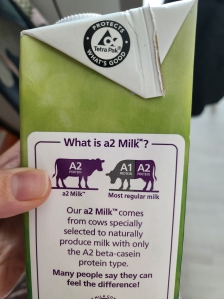 PROTECTS
Tetra Pak
WHAT'S GOOD
What is a2 Milk™?
A2
PROTEIN
A1
PROTEIN
A2
PROTEIN
a2 Milk™
Most regular milk
Our a2 Milk™ comes
from cows specially
selected to naturally
produce milk with only
the A2 beta-casein
protein type.
Many people say they can
feel the difference!